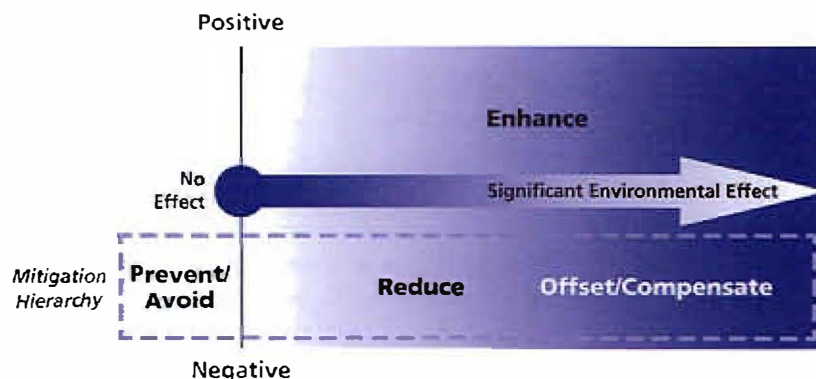 Positive
Enhance
No
Effect
Significant Environmental Effect
Mitigation
Hierarchy
Prevent/
Avoid
Reduce
Offset/Compensate
Negative